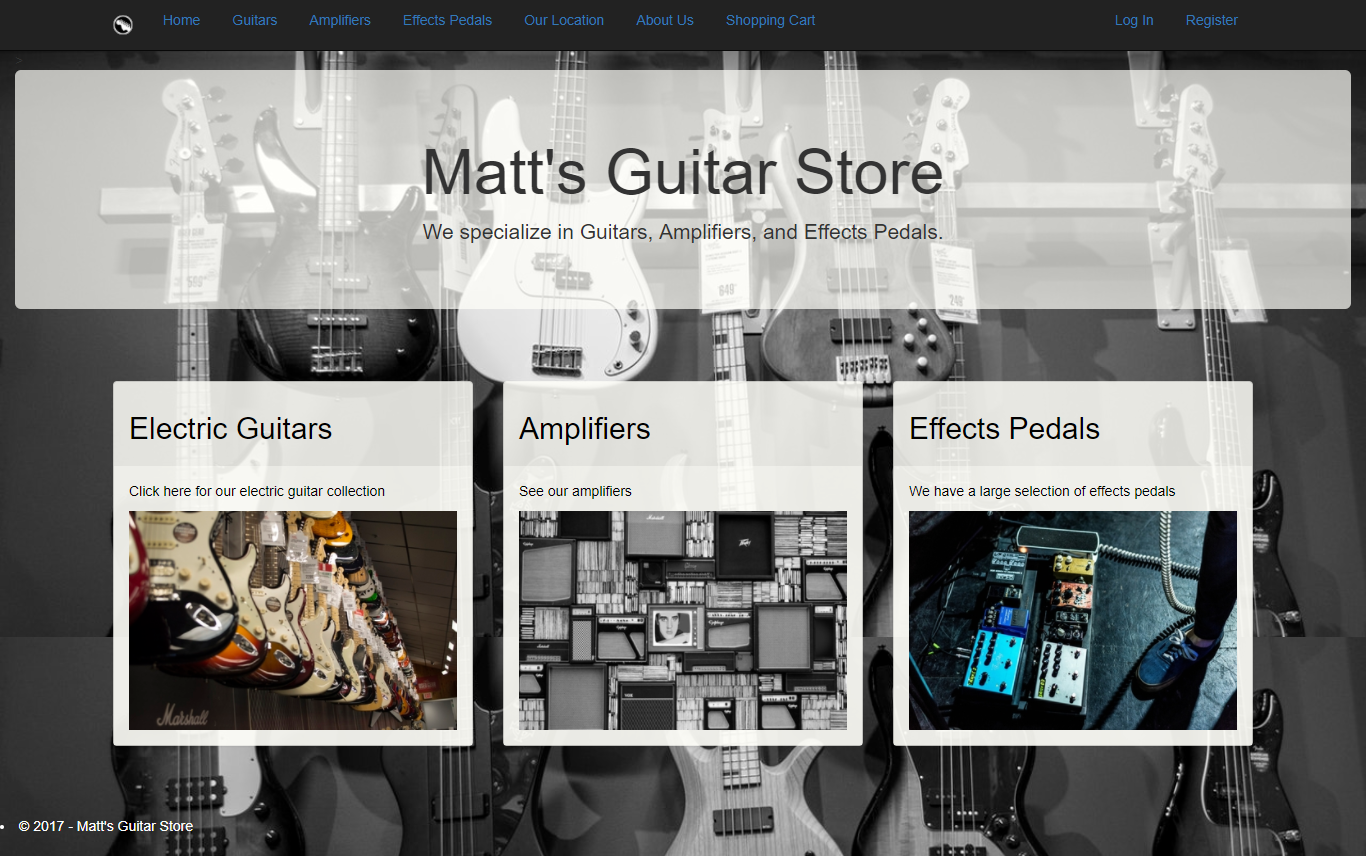 Home Guitars Amplifiers Effects Pedals Our Location About Us Shopping Cart Log In Register
Matt's Guitar Store
We specialize in Guitars, Amplifiers, and Effects Pedals.
649
Electric Guitars Amplifiers Effects Pedals
Click here for our electric guitar collection See our amplifiers We have a large selection of effects pedals
Marshall
• © 2017 - Matt's Guitar Store